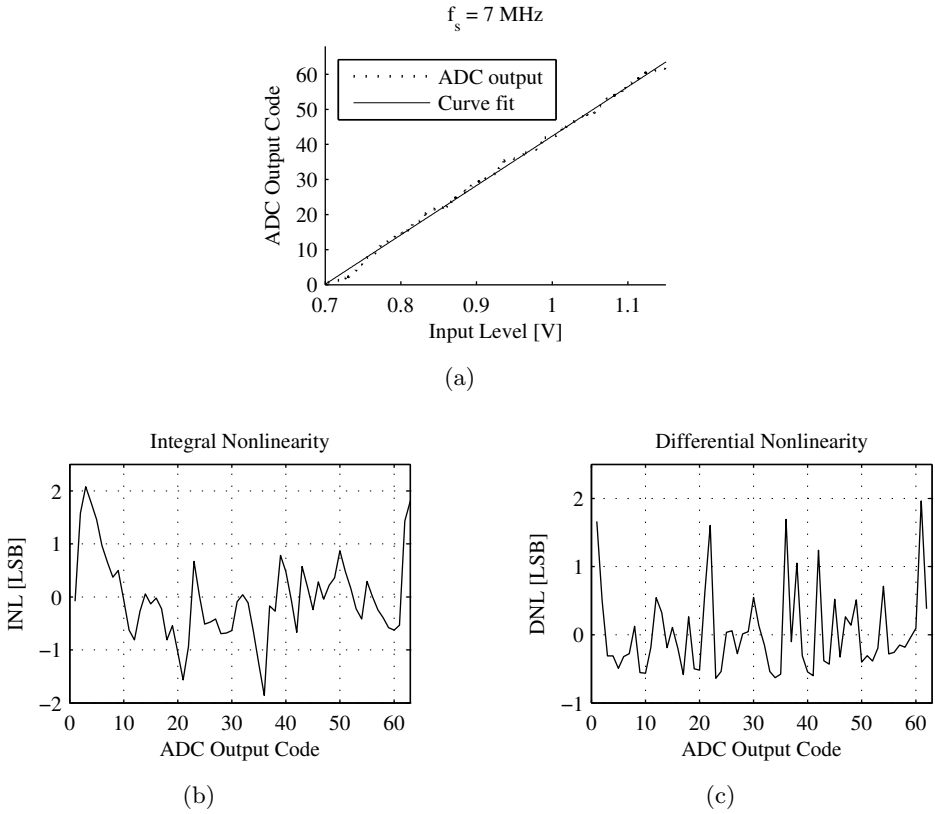 f_s = 7 MHz
ADC output
Curve fit
ADC Output Code
60
50
40
30
20
10
0
0.7 0.8 0.9 1 1.1
Input Level [V]
(a)
Integral Nonlinearity
INL [LSB]
2
1
0
−1
−2
0 10 20 30 40 50 60
ADC Output Code
(b)
Differential Nonlinearity
DNL [LSB]
2
1
0
−1
0 10 20 30 40 50 60
ADC Output Code
(c)